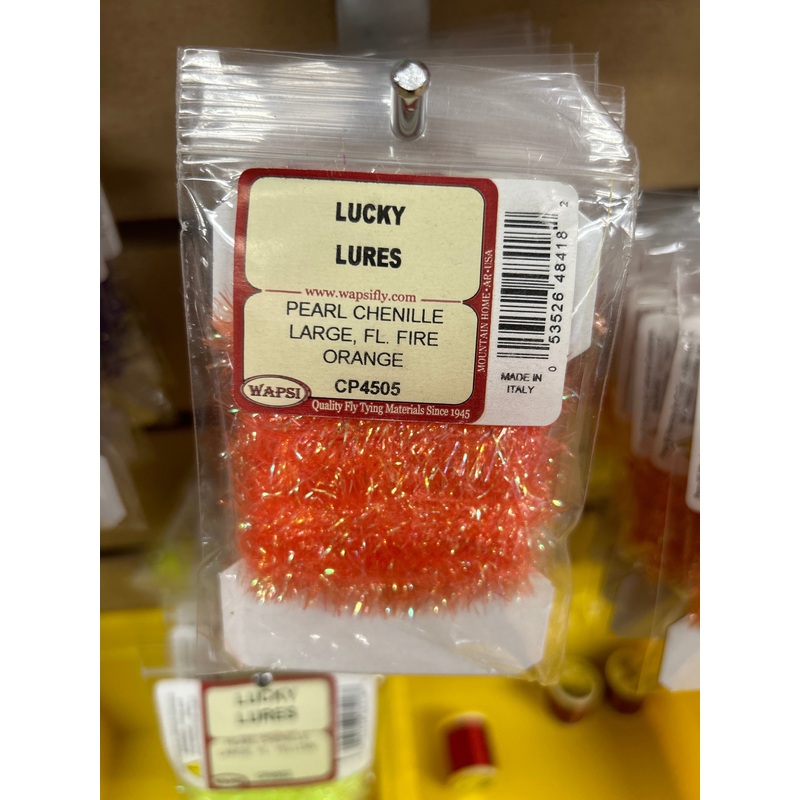 LUCKY
LURES
www.wapsifly.com
PEARL CHENILLE
LARGE, FL. FIRE
ORANGE
CP4505
WAPSI
Quality Fly Tying Materials Since 1945
MOUNTAIN HOME-AR-USA
0 53526 48418 2
MADE IN
ITALY
LUCKY
LURES